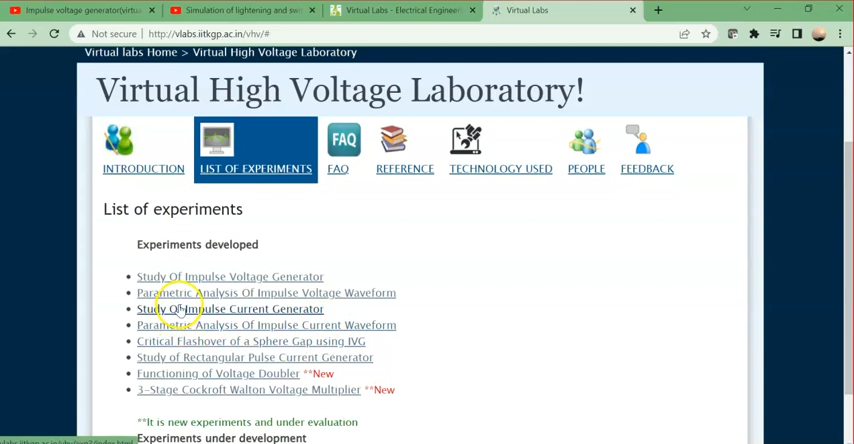 Impulse voltage generator(virtua
Simulation of lightening and swi
Virtual Labs - Electrical Enginee
Virtual Labs
Not secure
http://vlabs.iitkgp.ac.in/vhv/#
Virtual labs Home > Virtual High Voltage Laboratory
Virtual High Voltage Laboratory!
FAQ
INTRODUCTION
LIST OF EXPERIMENTS
FAQ
REFERENCE
TECHNOLOGY USED
PEOPLE
FEEDBACK
List of experiments
Experiments developed
Study Of Impulse Voltage Generator
Parametric Analysis Of Impulse Voltage Waveform
Study Of Impulse Current Generator
Parametric Analysis Of Impulse Current Waveform
Critical Flashover of a Sphere Gap using IVG
Study of Rectangular Pulse Current Generator
Functioning of Voltage Doubler **New
3-Stage Cockroft Walton Voltage Multiplier **New
**It is new experiments and under evaluation
Experiments under development